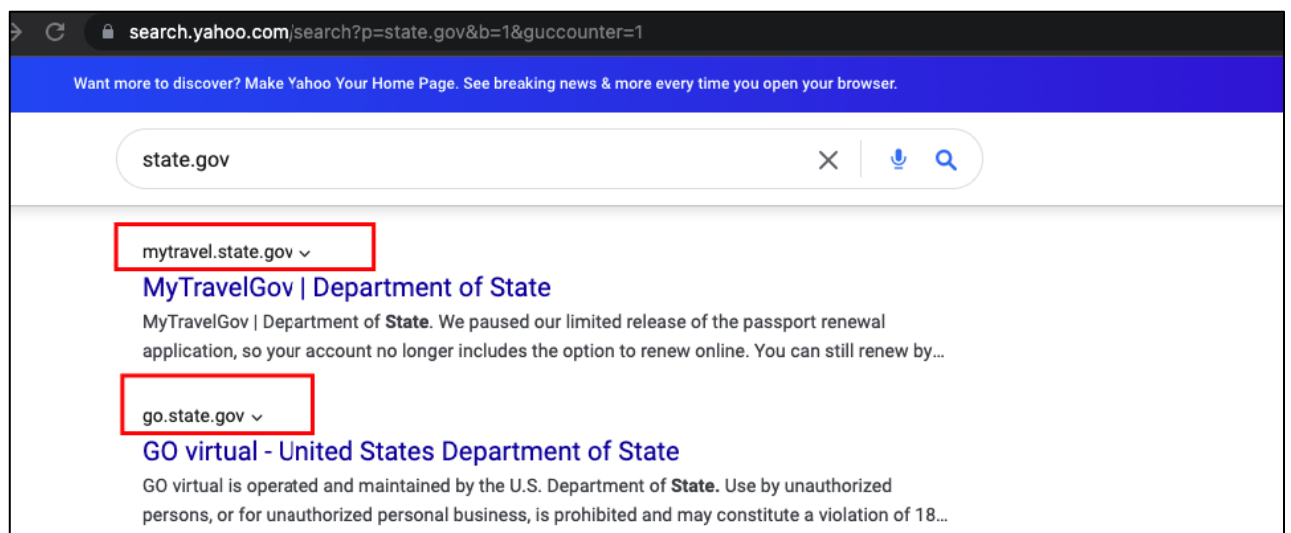 search.yahoo.com/search?p=state.gov&b=1&guccounter=1
Want more to discover? Make Yahoo Your Home Page. See breaking news & more every time you open your browser.
state.gov
mytravel.state.gov
MyTravelGov | Department of State
MyTravelGov | Department of State. We paused our limited release of the passport renewal
application, so your account no longer includes the option to renew online. You can still renew by...
go.state.gov
GO virtual - United States Department of State
GO virtual is operated and maintained by the U.S. Department of State. Use by unauthorized
persons, or for unauthorized personal business, is prohibited and may constitute a violation of 18...